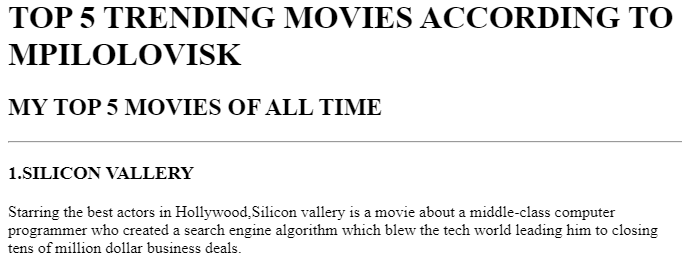 TOP 5 TRENDING MOVIES ACCORDING TO
MPILOLOVISK
MY TOP 5 MOVIES OF ALL TIME
1.SILICON VALLERY
Starring the best actors in Hollywood,Silicon vallery is a movie about a middle-class computer
programmer who created a search engine algorithm which blew the tech world leading him to closing
tens of million dollar business deals.